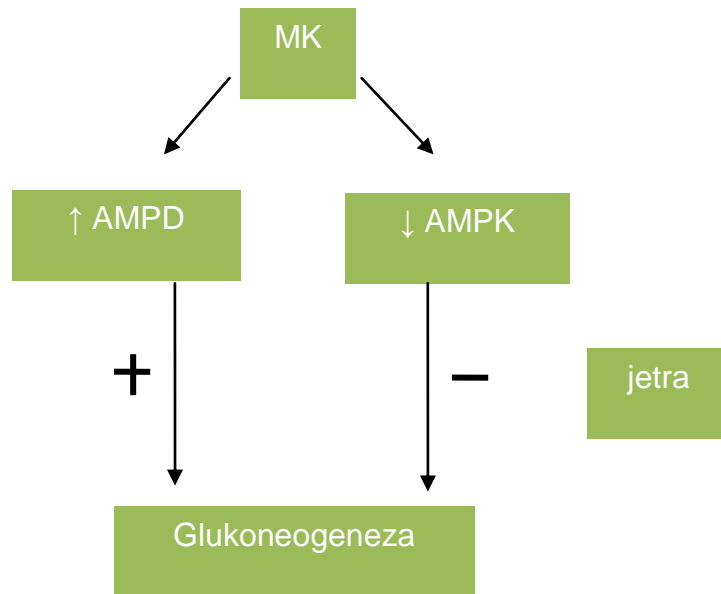 MK
↑ AMPD
↓ AMPK
+
–
jetra
Glukoneogeneza